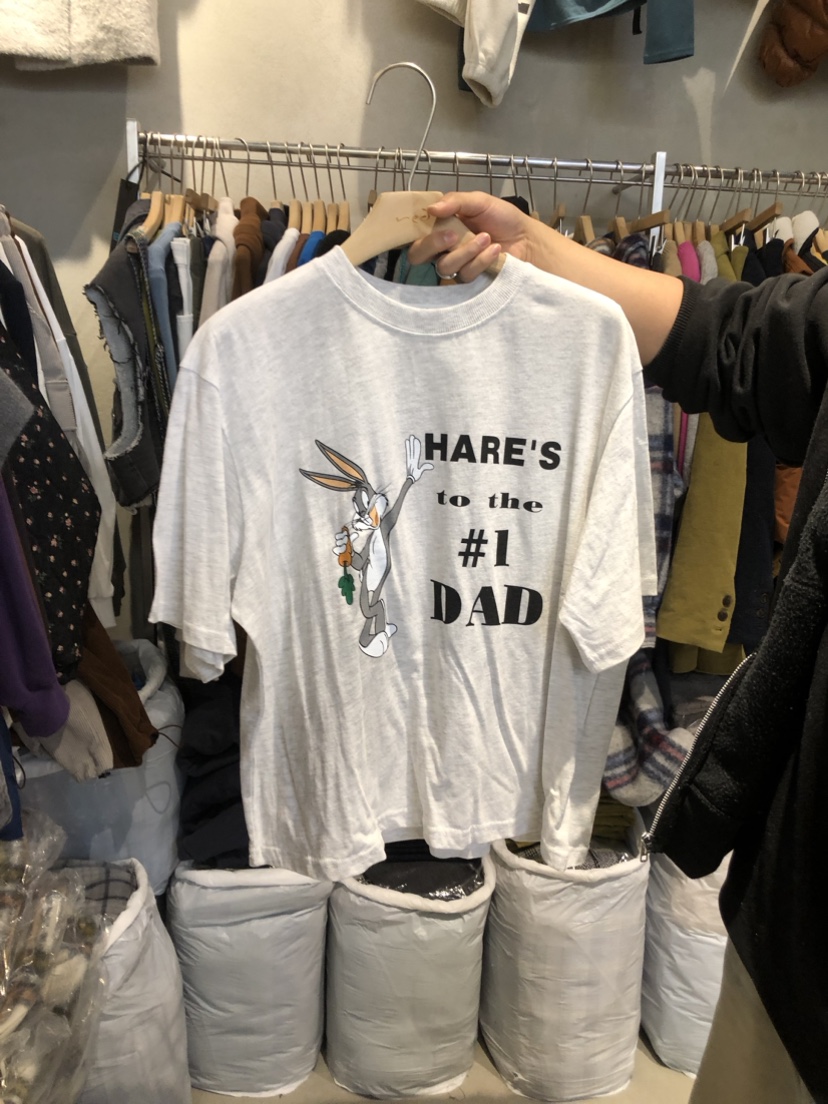 HARE'S
to the
#1
DAD